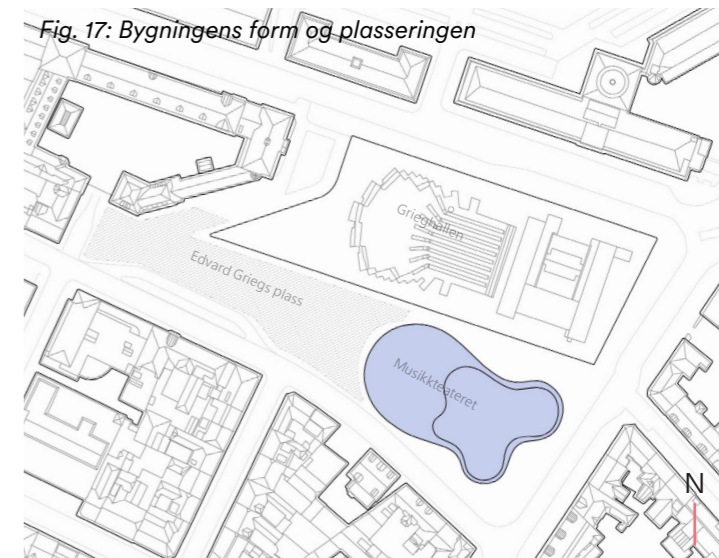 Fig. 17: Bygningens form og plasseringen
Grieghallen
Edvard Griegs plass
Musikkteateret
N